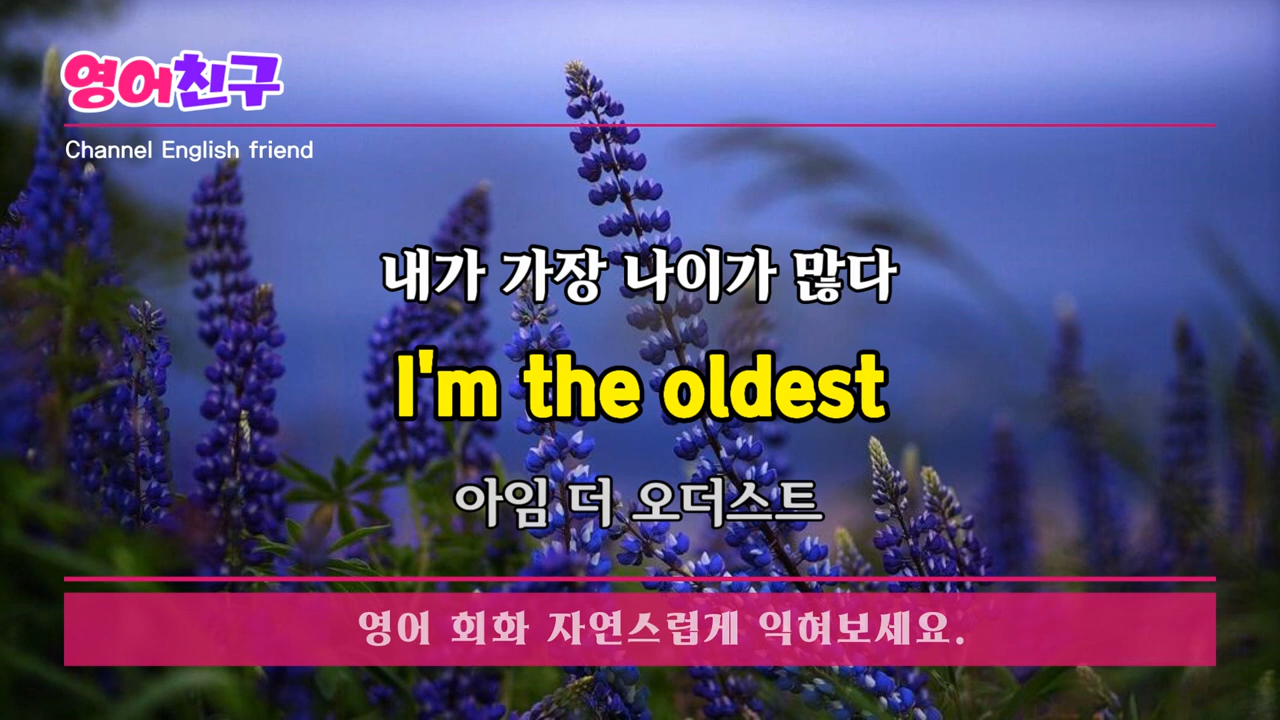 영어친구
Channel English friend
내가 가장 나이가 많다
I'm the oldest
아임 더 오더스트
영어 회화 자연스럽게 익혀보세요.